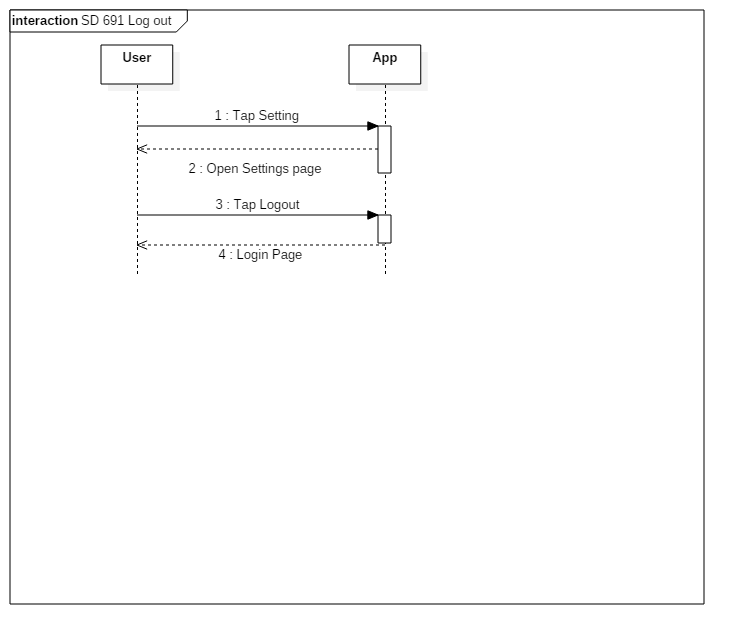 interaction SD 691 Log out
User
App
1 : Tap Setting
2 : Open Settings page
3 : Tap Logout
4 : Login Page